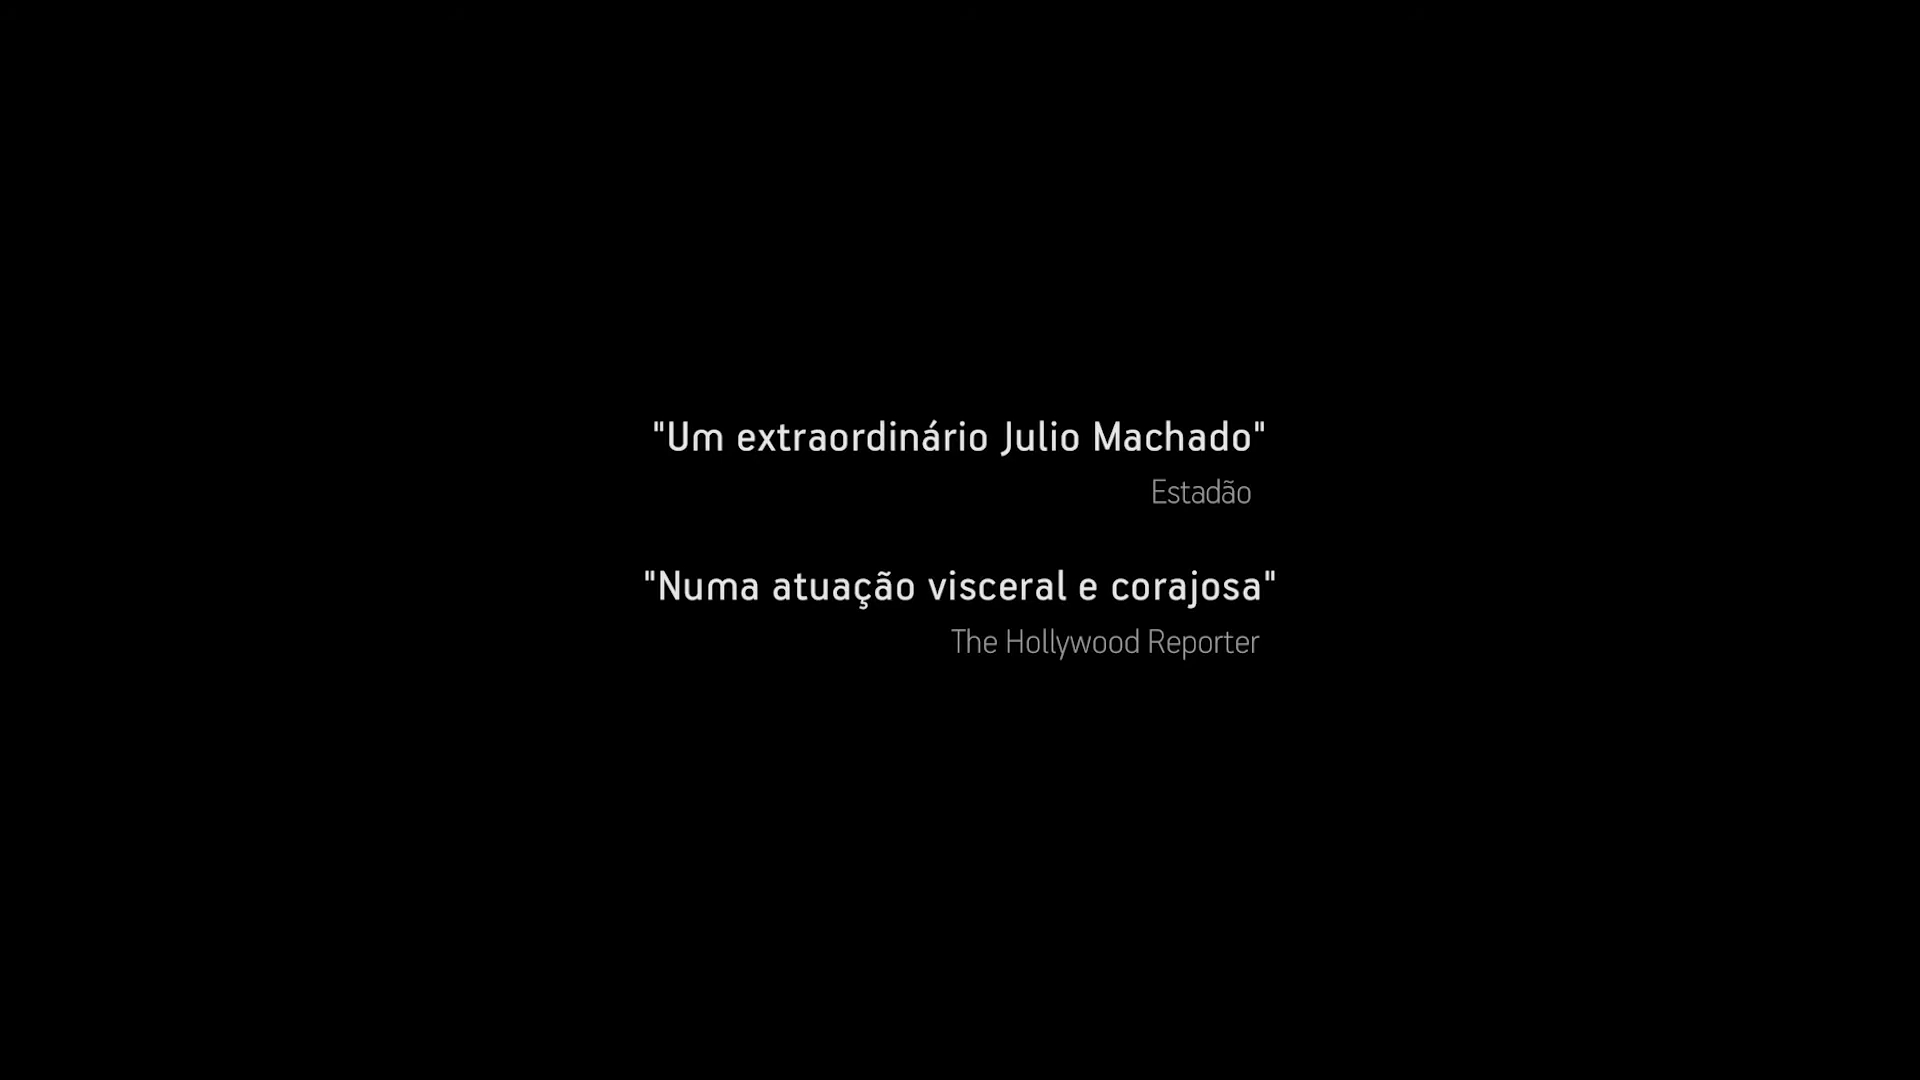 "Um extraordinário Julio Machado"
Estadão
"Numa atuação visceral e corajosa"
The Hollywood Reporter